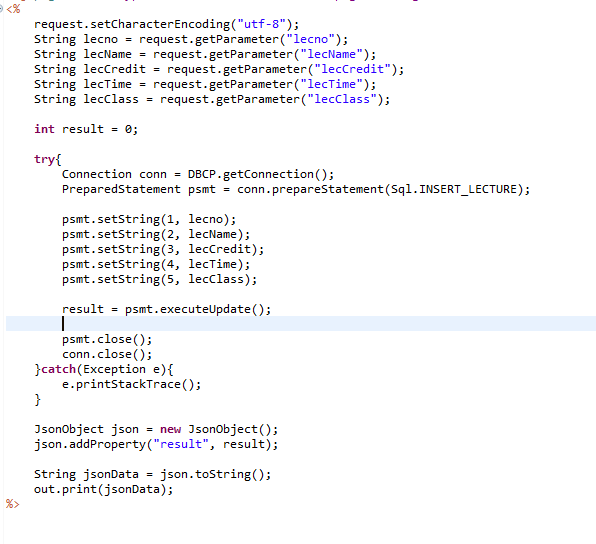 <%
request.setCharacterEncoding("utf-8");
String lecno = request.getParameter("lecno");
String lecName = request.getParameter("lecName");
String lecCredit = request.getParameter("lecCredit");
String lecTime = request.getParameter("lecTime");
String lecClass = request.getParameter("lecClass");
int result = 0;
try{
Connection conn = DBCP.getConnection();
PreparedStatement psmt = conn.prepareStatement(Sql.INSERT_LECTURE);
psmt.setString(1, lecno);
psmt.setString(2, lecName);
psmt.setString(3, lecCredit);
psmt.setString(4, lecTime);
psmt.setString(5, lecClass);
result = psmt.executeUpdate();
psmt.close();
conn.close();
}catch(Exception e){
e.printStackTrace();
}
JsonObject json = new JsonObject();
json.addProperty("result", result);
String jsonData = json.toString();
out.print(jsonData);
%>